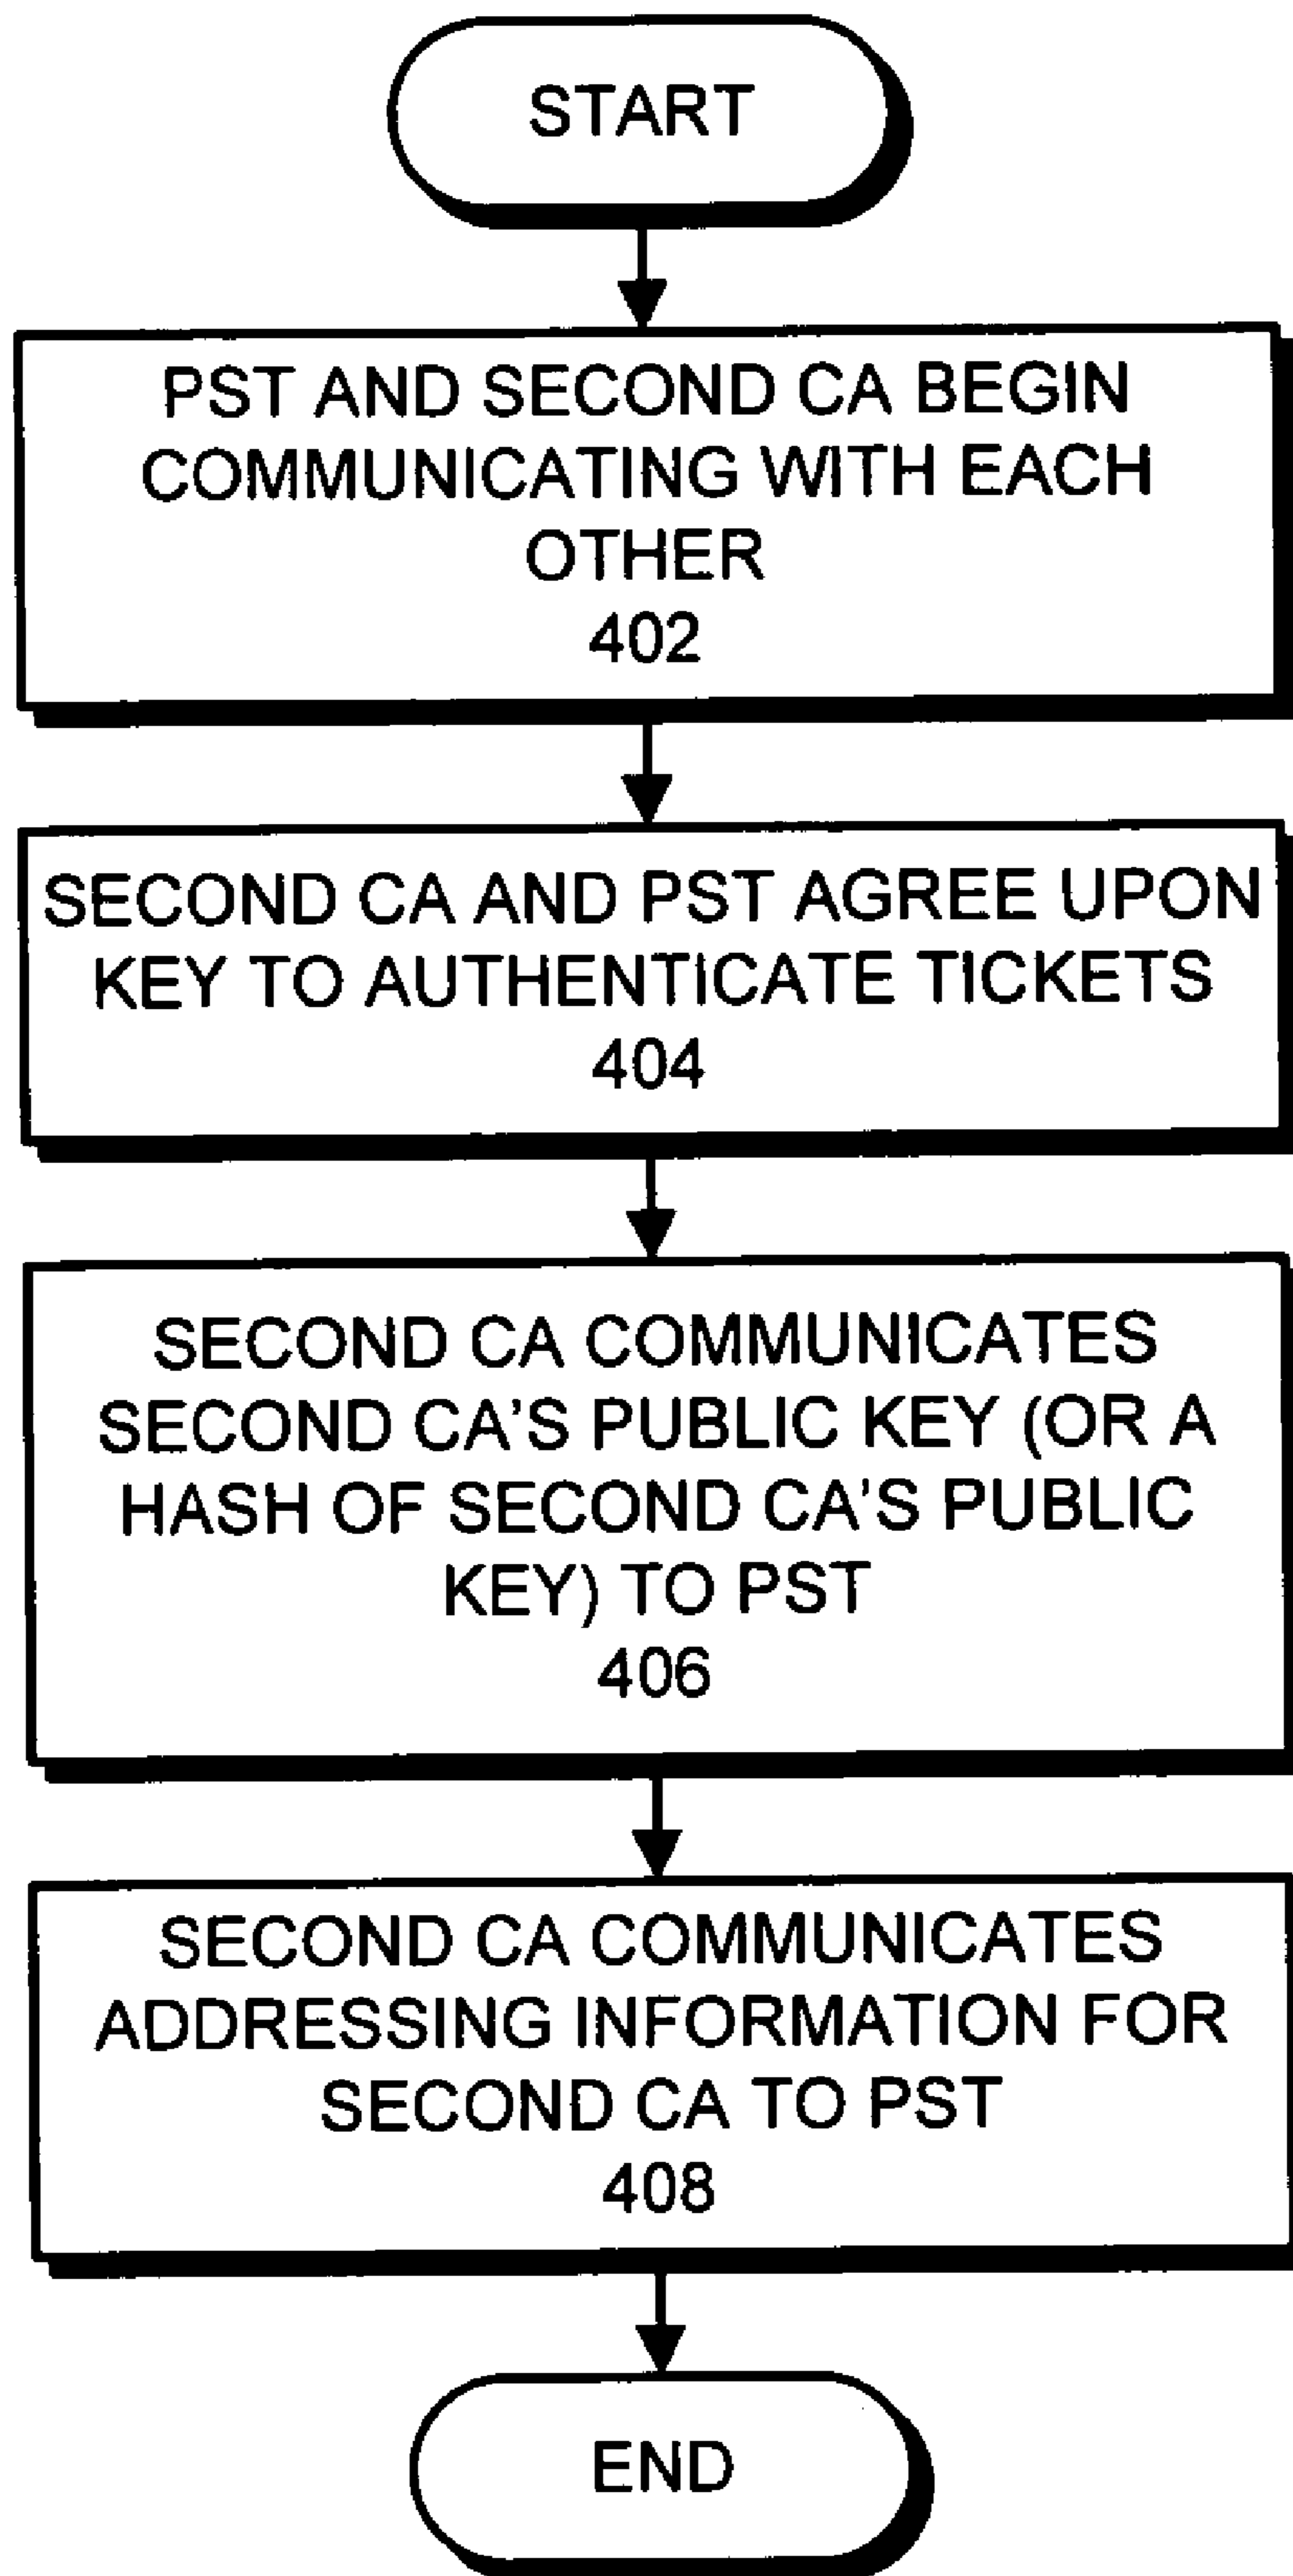 START
PST AND SECOND CA BEGIN
COMMUNICATING WITH EACH
OTHER
402
SECOND CA AND PST AGREE UPON
KEY TO AUTHENTICATE TICKETS
404
SECOND CA COMMUNICATES
SECOND CA'S PUBLIC KEY (OR A
HASH OF SECOND CA'S PUBLIC
KEY) TO PST
406
SECOND CA COMMUNICATES
ADDRESSING INFORMATION FOR
SECOND CA TO PST
408
END